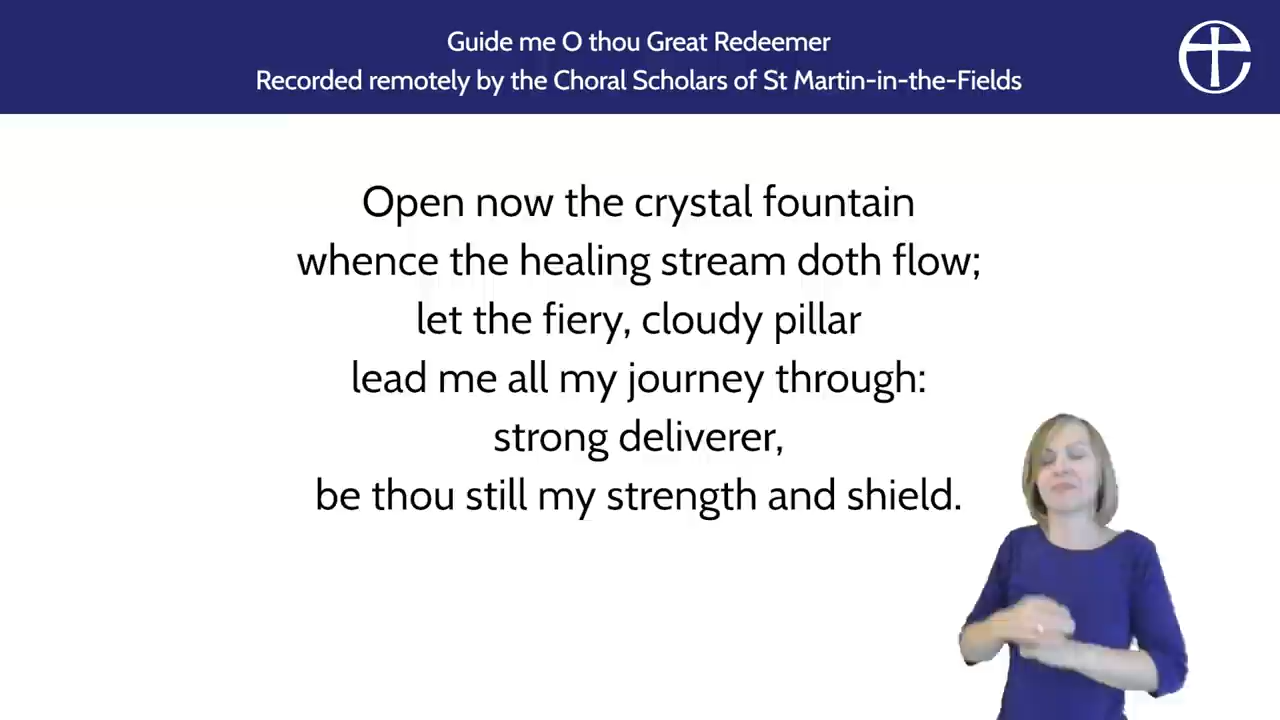 Guide me O thou Great Redeemer
Recorded remotely by the Choral Scholars of St Martin-in-the-Fields
Open now the crystal fountain
whence the healing stream doth flow;
let the fiery, cloudy pillar
lead me all my journey through:
strong deliverer,
be thou still my strength and shield.